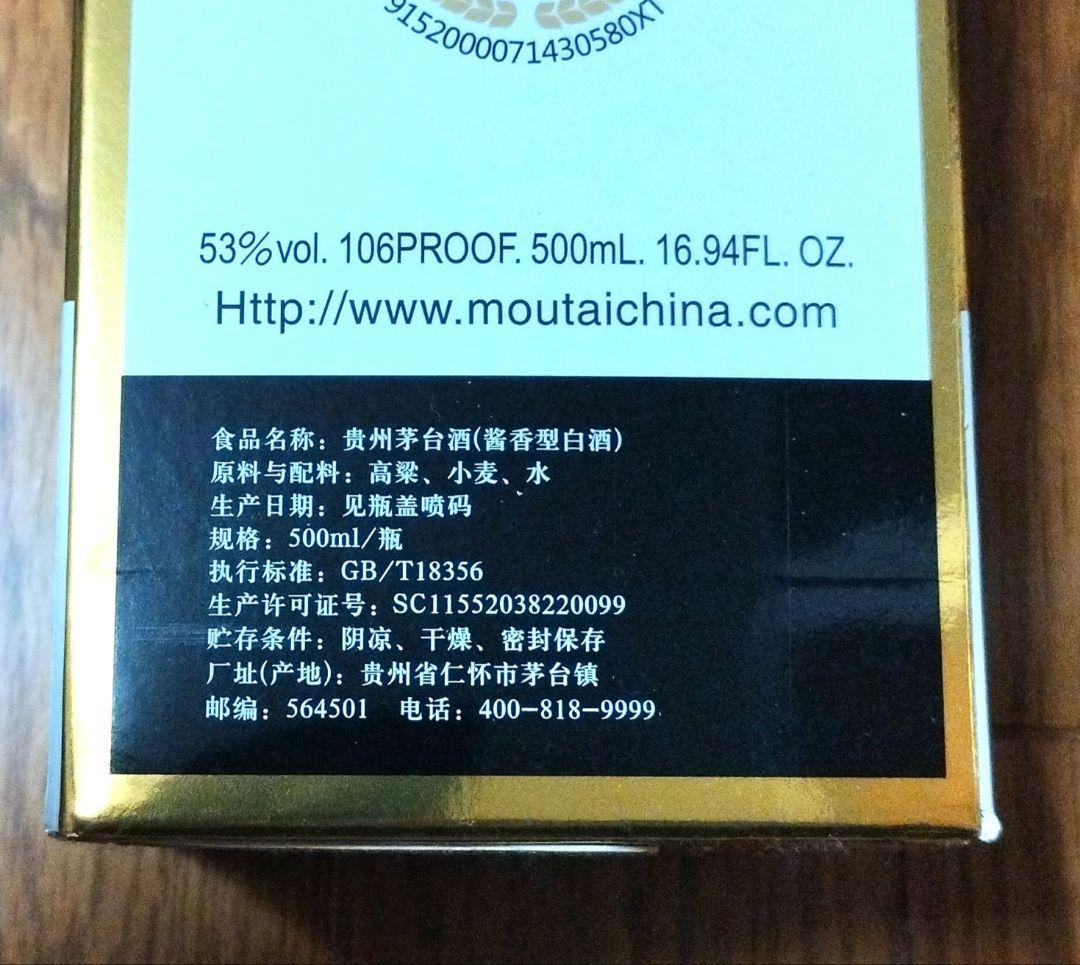 9152000071430580XT
53%vol. 106PROOF. 500mL. 16.94FL. OZ.
Http://www.moutaichina.com
食品名称：贵州茅台酒(酱香型白酒)
原料与配料：高粱、小麦、水
生产日期：见瓶盖喷码
规格：500ml/瓶
执行标准：GB/T18356
生产许可证号：SC11552038220099
贮存条件：阴凉、干燥、密封保存
厂址(产地)：贵州省仁怀市茅台镇
邮编：564501 电话：400-818-9999